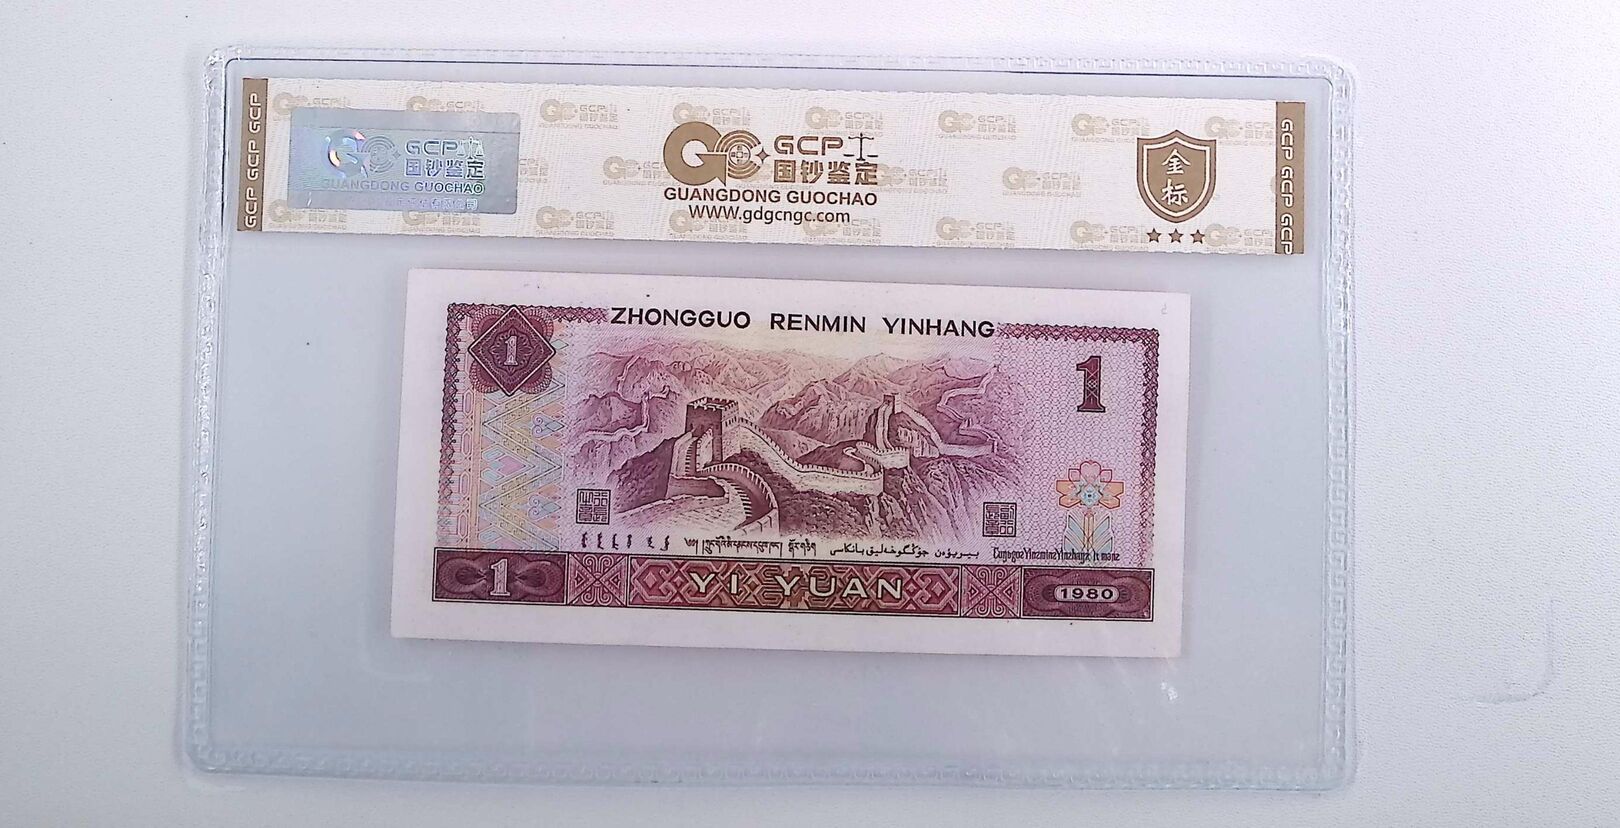 GCP GCP GCP
GCP
国钞鉴定
GUANGDONG GUOCHAO
GCP
国钞鉴定
GUANGDONG GUOCHAO
WWW.gdgcngc.com
金标
GCP GCP GCP
ZHONGGUO RENMIN YINHANG
1
1
1
YI YUAN
1980